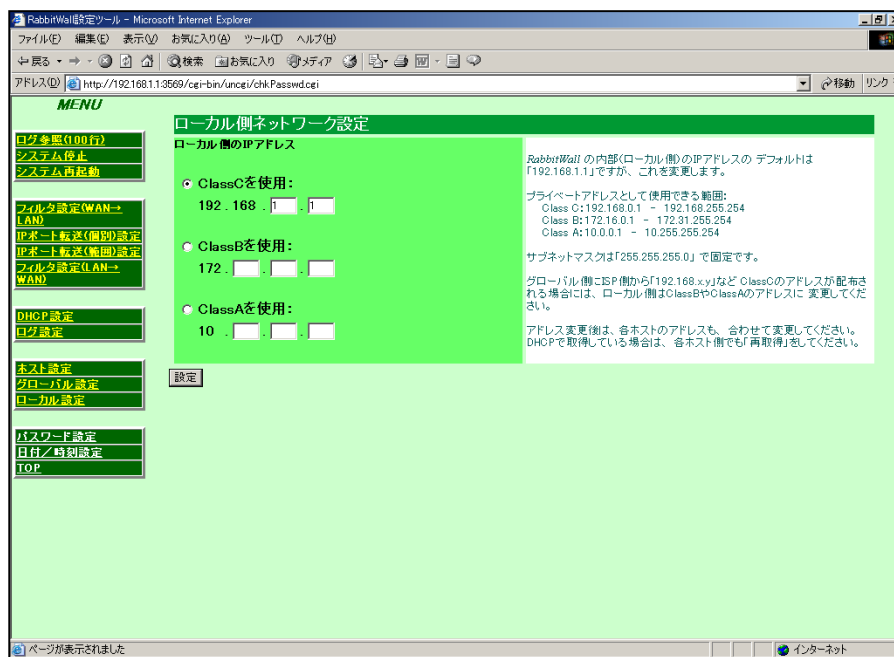 RabbitWall設定ツール - Microsoft Internet Explorer
ファイル(F) 編集(E) 表示(V) お気に入り(A) ツール(T) ヘルプ(H)
戻る 検索 お気に入り メディア
アドレス(D) http://192.168.1.1:3569/cgi-bin/uncgi/chkPasswd.cgi 移動 リンク
MENU
ログ参照(100行)
システム停止
システム再起動
フィルタ設定(WAN→
LAN)
IPポート転送(個別)設定
IPポート転送(範囲)設定
フィルタ設定(LAN→
WAN)
DHCP設定
ログ設定
ホスト設定
グローバル設定
ローカル設定
パスワード設定
日付/時刻設定
TOP
ローカル側ネットワーク設定
ローカル側のIPアドレス
ClassCを使用:
192 . 168 . 1 . 1
ClassBを使用:
172 . . .
ClassAを使用:
10 . . .
設定
RabbitWall の内部(ローカル側)のIPアドレスの デフォルトは
「192.168.1.1」ですが、これを変更します。
プライベートアドレスとして使用できる範囲:
Class C:192.168.0.1 - 192.168.255.254
Class B:172.16.0.1 - 172.31.255.254
Class A:10.0.0.1 - 10.255.255.254
サブネットマスクは「255.255.255.0」 で固定です。
グローバル側にISP側から「192.168.x.y」など ClassCのアドレスが配布さ
れる場合には、ローカル側はClassBやClassAのアドレスに 変更してくだ
さい。
アドレス変更後は、各ホストのアドレスも、合わせて変更してください。
DHCPで取得している場合は、各ホスト側でも「再取得」をしてください。
ページが表示されました インターネット